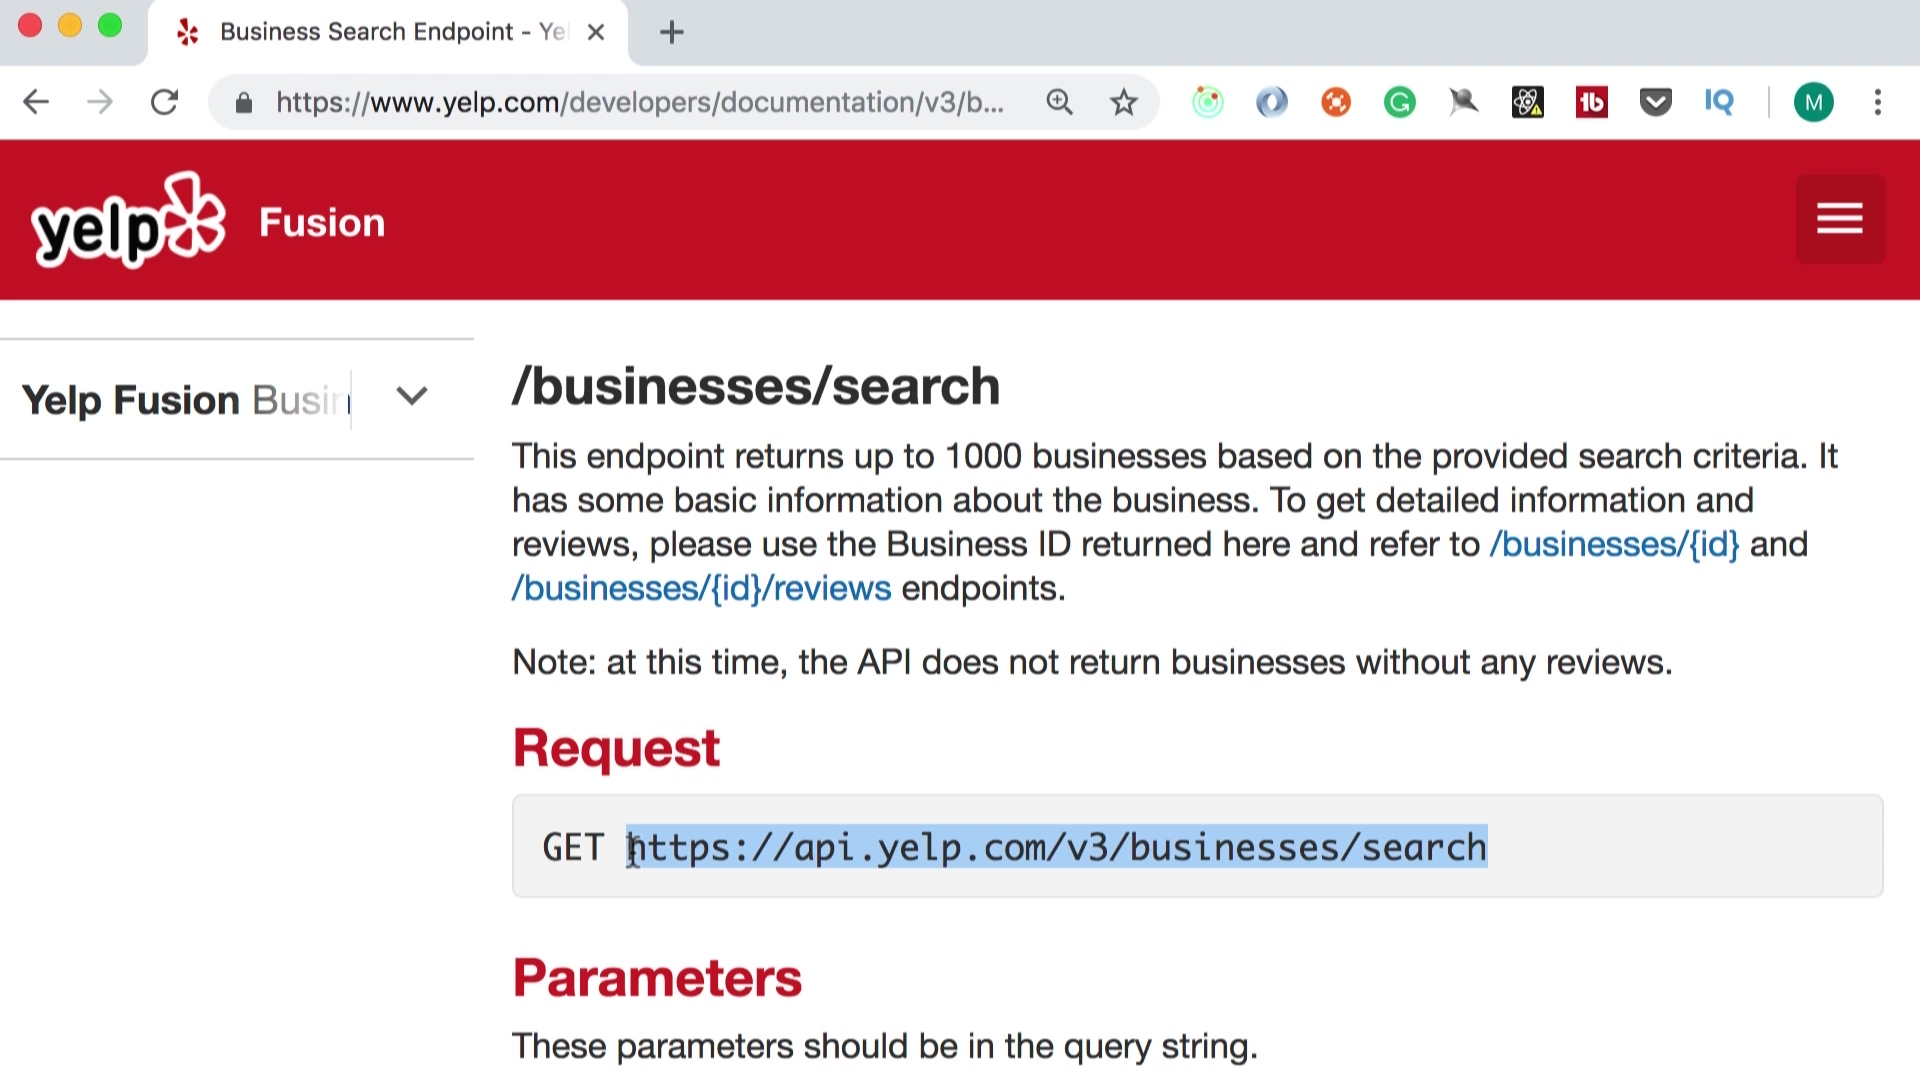 Business Search Endpoint - Yel
https://www.yelp.com/developers/documentation/v3/b...
G
tb
IQ
M
yelp Fusion
Yelp Fusion Busin
/businesses/search
This endpoint returns up to 1000 businesses based on the provided search criteria. It
has some basic information about the business. To get detailed information and
reviews, please use the Business ID returned here and refer to /businesses/{id} and
/businesses/{id}/reviews endpoints.
Note: at this time, the API does not return businesses without any reviews.
Request
GET https://api.yelp.com/v3/businesses/search
Parameters
These parameters should be in the query string.